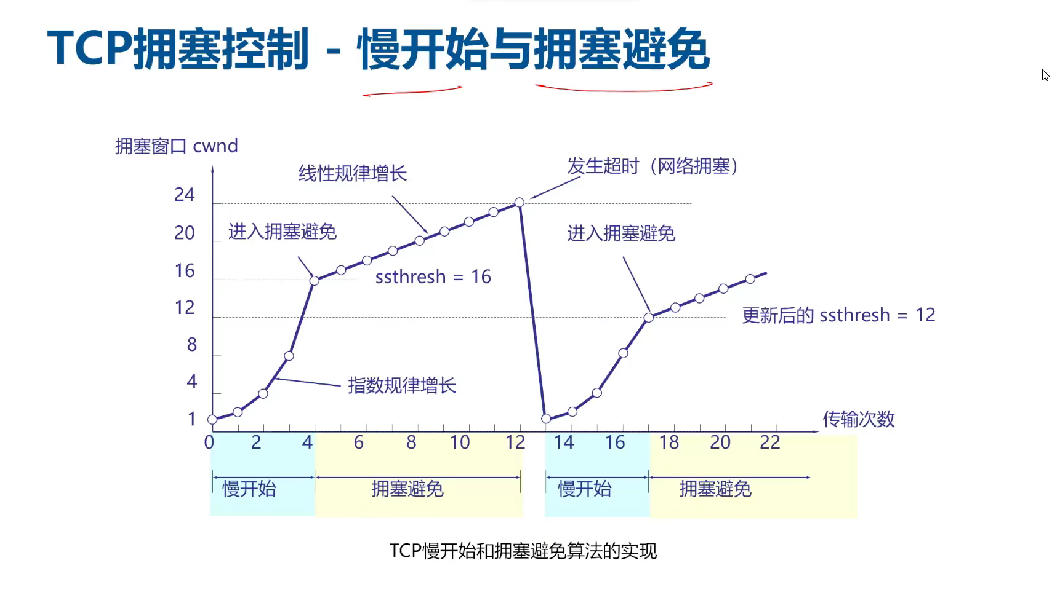 TCP拥塞控制 - 慢开始与拥塞避免
拥塞窗口 cwnd
线性规律增长
发生超时（网络拥塞）
24
20
进入拥塞避免
进入拥塞避免
16
ssthresh = 16
12
更新后的 ssthresh = 12
8
4
指数规律增长
1
传输次数
0 2 4 6 8 10 12 14 16 18 20 22
慢开始 拥塞避免 慢开始 拥塞避免
TCP慢开始和拥塞避免算法的实现